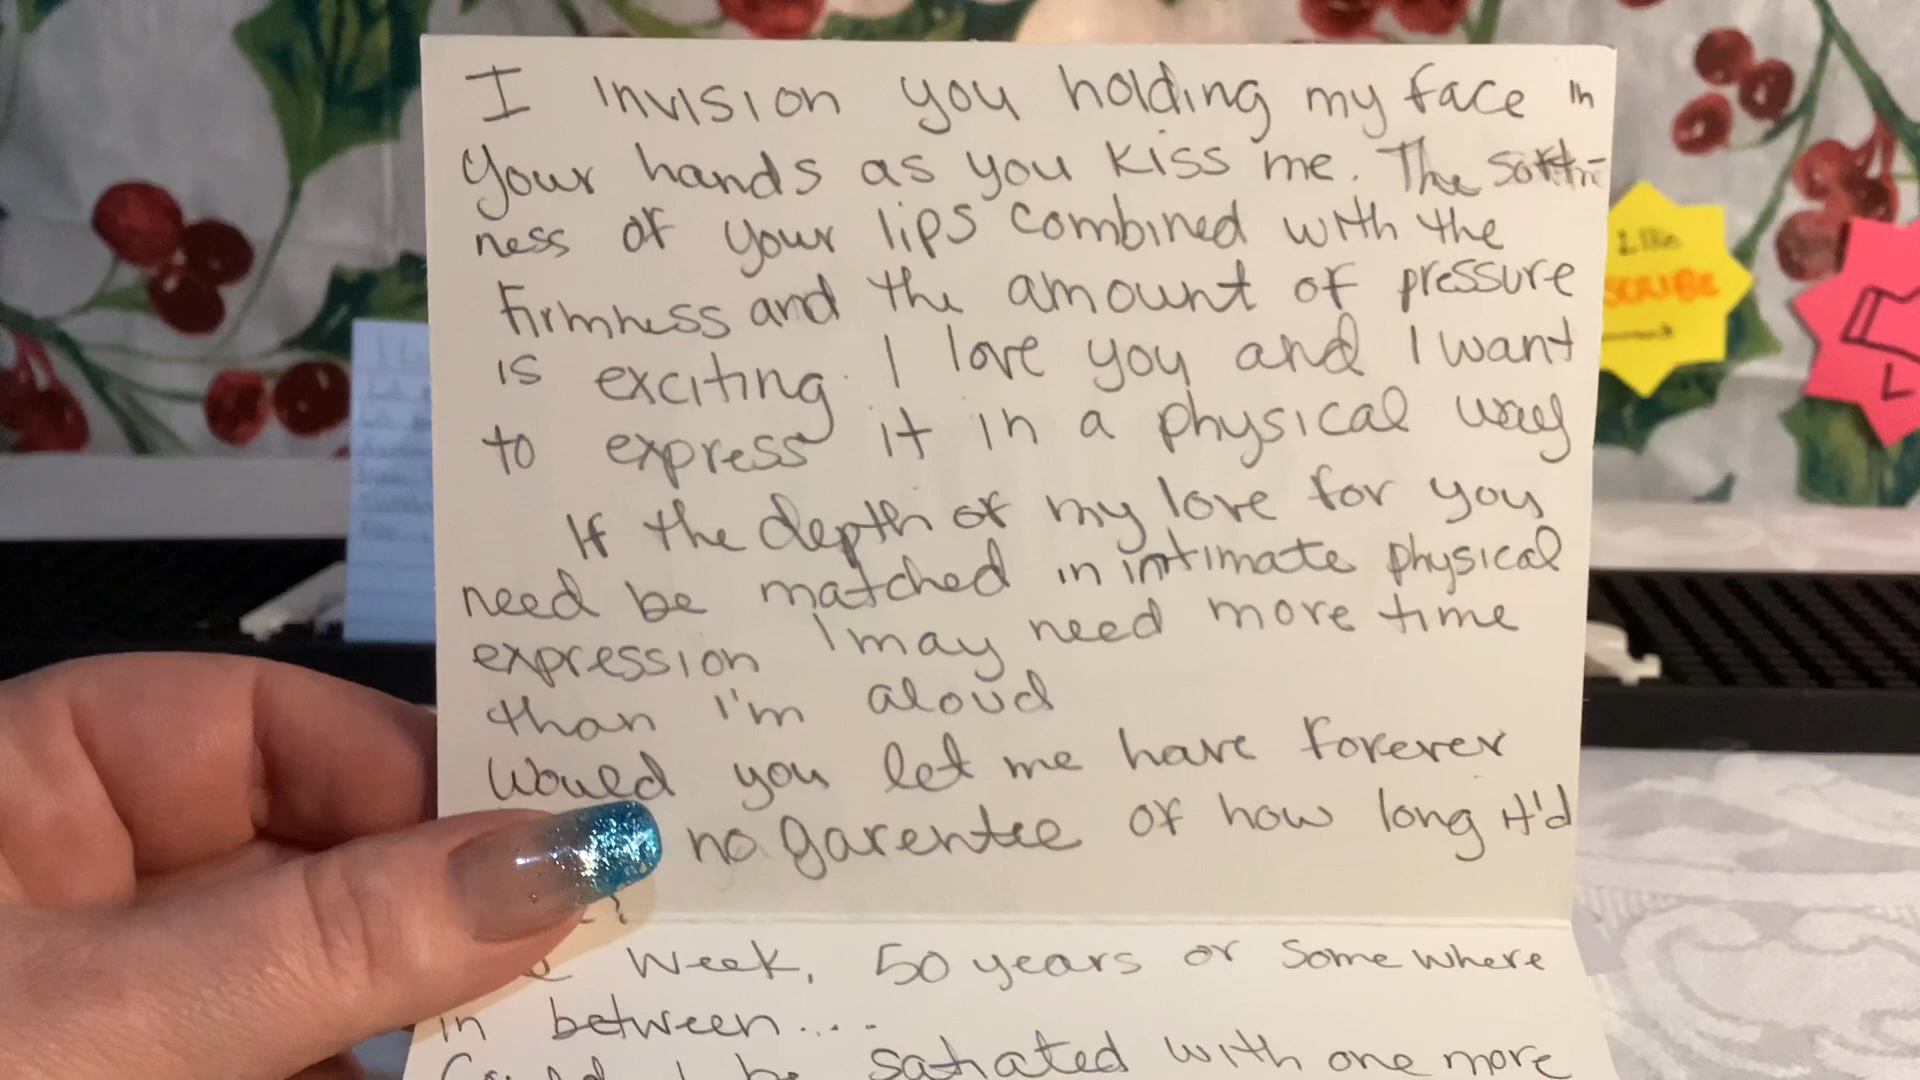 I invision you holding my face in
your hands as you kiss me. The soft-
ness of your lips combined with the
firmness and the amount of pressure
is exciting. I love you and I want
to express it in a physical way
If the depth of my love for you
need be matched in intimate physical
expression I may need more time
than I'm aloud
Would you let me have forever
no garentee of how long it'd
?
week, 50 years or somewhere
in between....
I be satiated with one more
SCRIBE